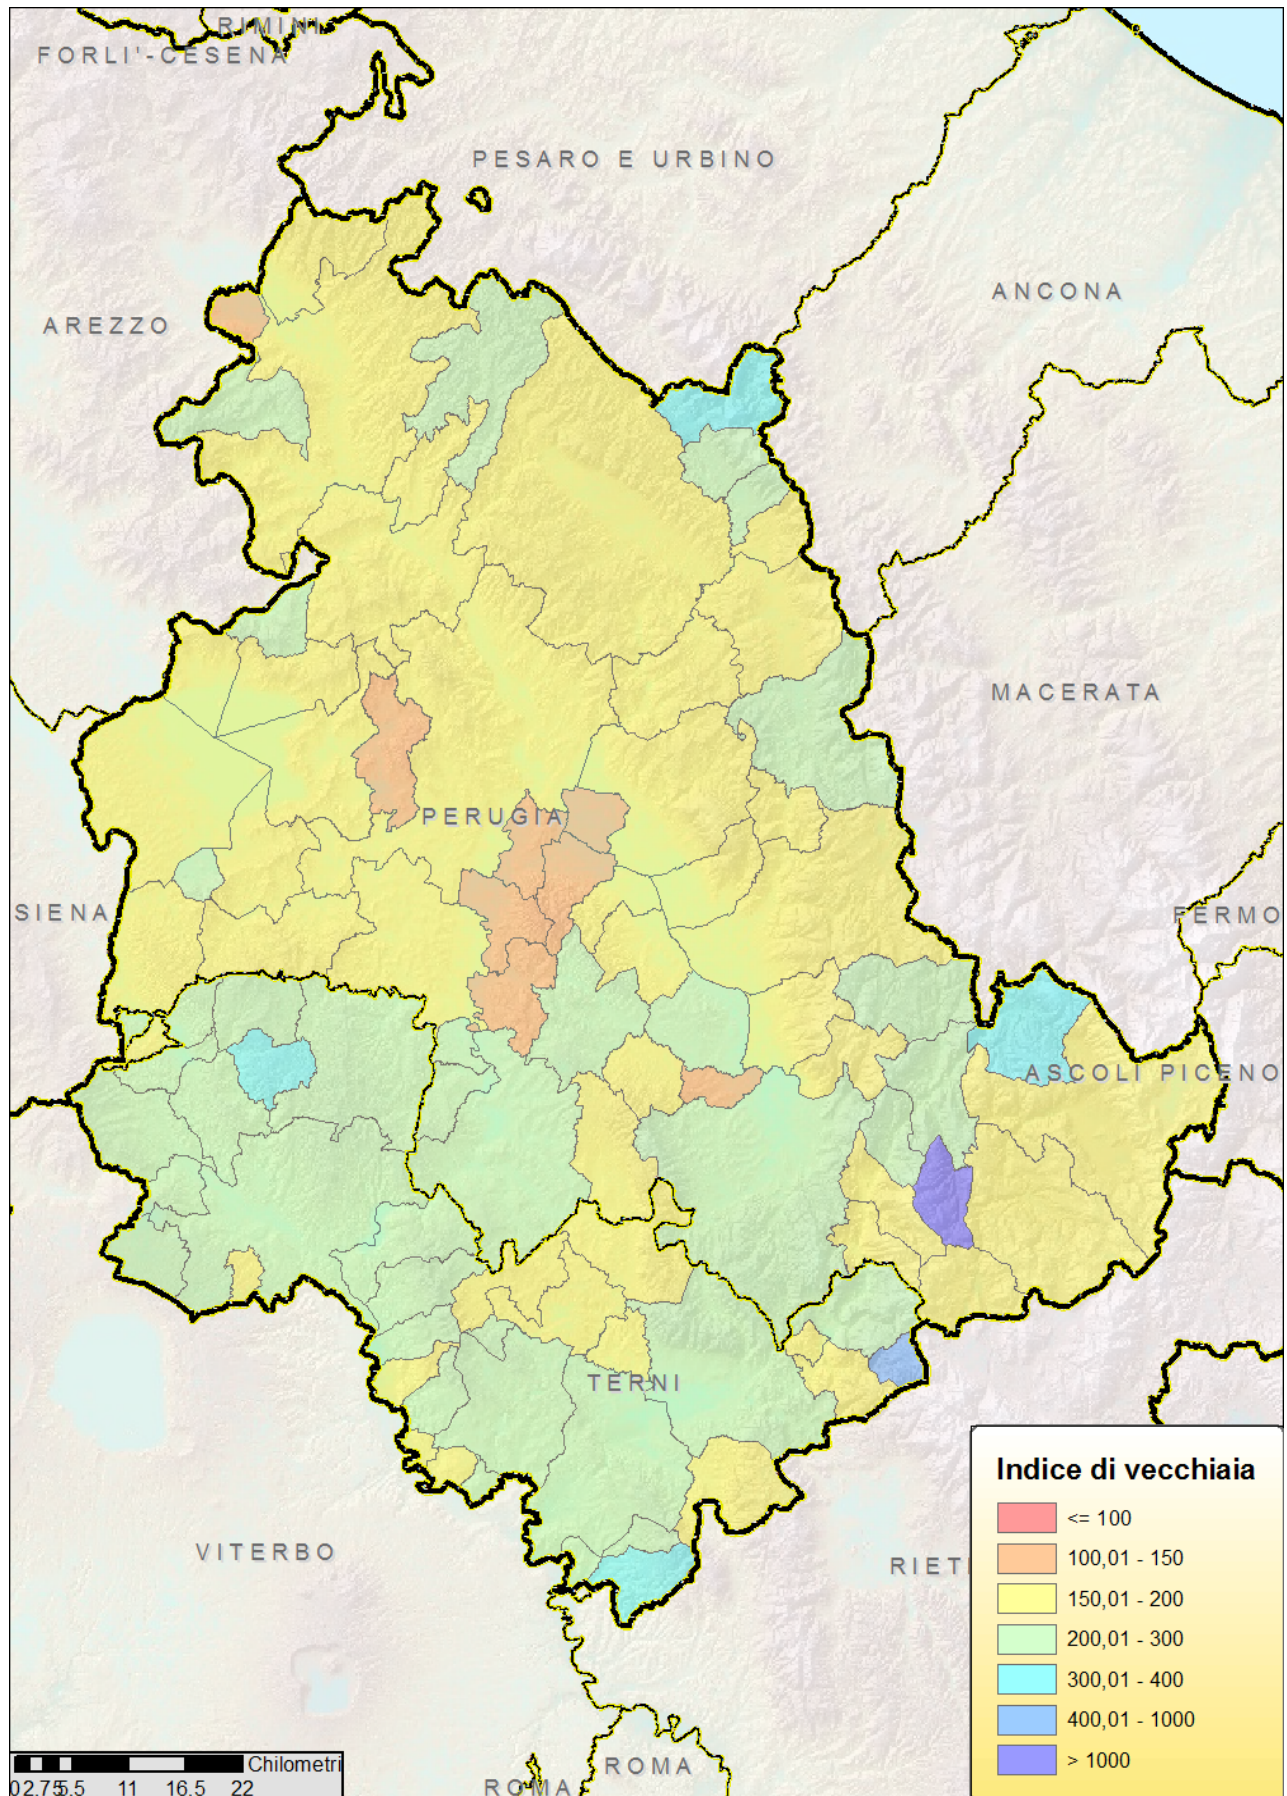 RIMINI
FORLI'-CESENA
PESARO E URBINO
ANCONA
AREZZO
MACERATA
PERUGIA
SIENA
FERMO
ASCOLI PICENO
TERNI
VITERBO
RIETI
ROMA
ROMA
Indice di vecchiaia
<= 100
100,01 - 150
150,01 - 200
200,01 - 300
300,01 - 400
400,01 - 1000
> 1000
Chilometri
0 2,75 5,5 11 16,5 22